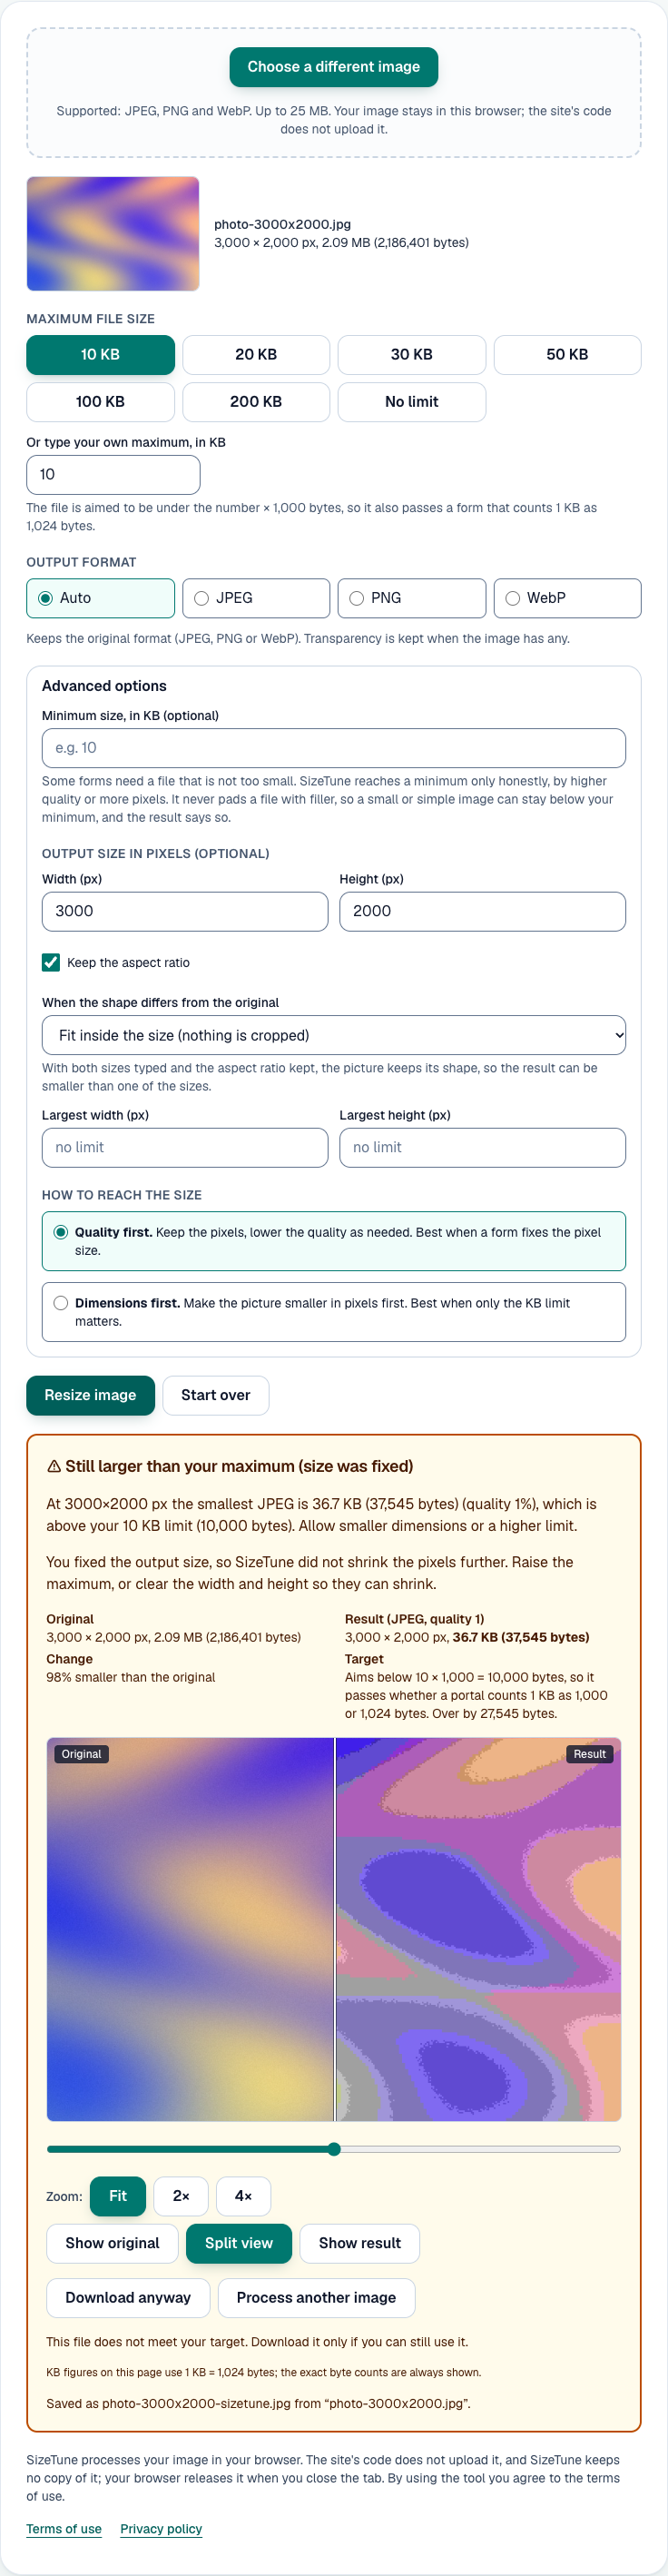 Choose a different image
Supported: JPEG, PNG and WebP. Up to 25 MB. Your image stays in this browser; the site's code
does not upload it.
photo-3000x2000.jpg
3,000 × 2,000 px, 2.09 MB (2,186,401 bytes)
MAXIMUM FILE SIZE
10 KB
20 KB
30 KB
50 KB
100 KB
200 KB
No limit
Or type your own maximum, in KB
10
The file is aimed to be under the number × 1,000 bytes, so it also passes a form that counts 1 KB as
1,024 bytes.
OUTPUT FORMAT
Auto
JPEG
PNG
WebP
Keeps the original format (JPEG, PNG or WebP). Transparency is kept when the image has any.
Advanced options
Minimum size, in KB (optional)
e.g. 10
Some forms need a file that is not too small. SizeTune reaches a minimum only honestly, by higher
quality or more pixels. It never pads a file with filler, so a small or simple image can stay below your
minimum, and the result says so.
OUTPUT SIZE IN PIXELS (OPTIONAL)
Width (px)
Height (px)
3000
2000
Keep the aspect ratio
When the shape differs from the original
Fit inside the size (nothing is cropped)
With both sizes typed and the aspect ratio kept, the picture keeps its shape, so the result can be
smaller than one of the sizes.
Largest width (px)
Largest height (px)
no limit
no limit
HOW TO REACH THE SIZE
Quality first. Keep the pixels, lower the quality as needed. Best when a form fixes the pixel
size.
Dimensions first. Make the picture smaller in pixels first. Best when only the KB limit
matters.
Resize image
Start over
⚠ Still larger than your maximum (size was fixed)
At 3000×2000 px the smallest JPEG is 36.7 KB (37,545 bytes) (quality 1%), which is
above your 10 KB limit (10,000 bytes). Allow smaller dimensions or a higher limit.
You fixed the output size, so SizeTune did not shrink the pixels further. Raise the
maximum, or clear the width and height so they can shrink.
Original
3,000 × 2,000 px, 2.09 MB (2,186,401 bytes)
Result (JPEG, quality 1)
3,000 × 2,000 px, 36.7 KB (37,545 bytes)
Change
98% smaller than the original
Target
Aims below 10 × 1,000 = 10,000 bytes, so it
passes whether a portal counts 1 KB as 1,000
or 1,024 bytes. Over by 27,545 bytes.
Original
Result
Zoom:
Fit
2×
4×
Show original
Split view
Show result
Download anyway
Process another image
This file does not meet your target. Download it only if you can still use it.
KB figures on this page use 1 KB = 1,024 bytes; the exact byte counts are always shown.
Saved as photo-3000x2000-sizetune.jpg from “photo-3000x2000.jpg”.
SizeTune processes your image in your browser. The site's code does not upload it, and SizeTune keeps
no copy of it; your browser releases it when you close the tab. By using the tool you agree to the terms
of use.
Terms of use
Privacy policy